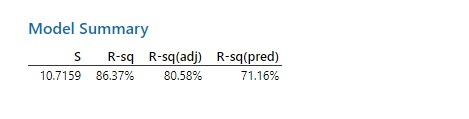 Model Summary
S R-sq R-sq(adj) R-sq(pred)
10.7159 86.37% 80.58% 71.16%